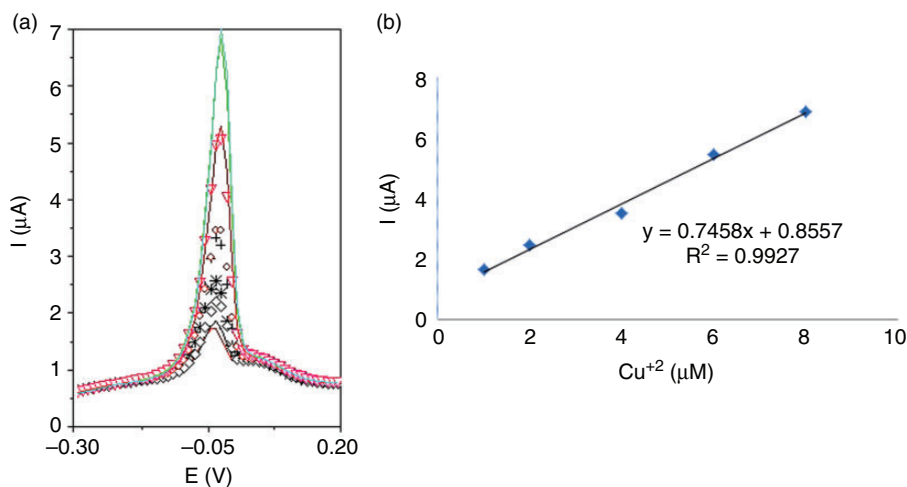 (a)
7
6
5
4
3
2
1
0
I (μA)
–0.30
–0.05
0.20
E (V)
(b)
8
6
4
2
0
I (μA)
y = 0.7458x + 0.8557
R² = 0.9927
0 2 4 6 8 10
Cu⁺² (μM)